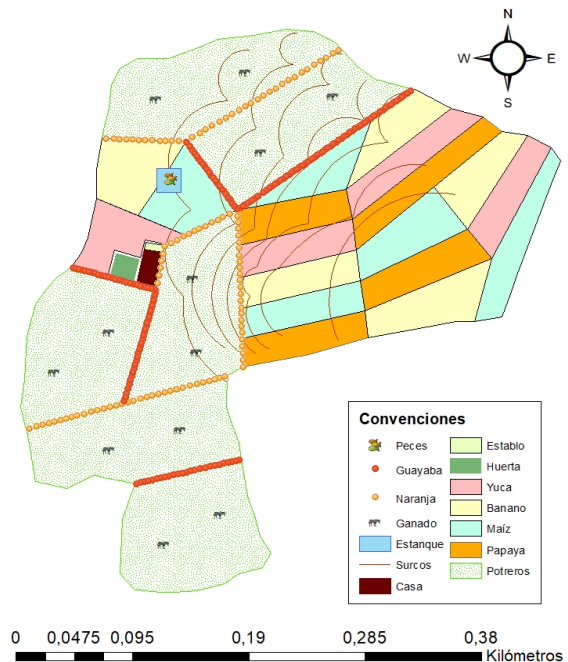 N
W E
S
Convenciones
Peces
Guayaba
Naranja
Ganado
Estanque
Surcos
Casa
Establo
Huerta
Yuca
Banano
Maíz
Papaya
Potreros
0 0,0475 0,095 0,19 0,285 0,38
Kilómetros